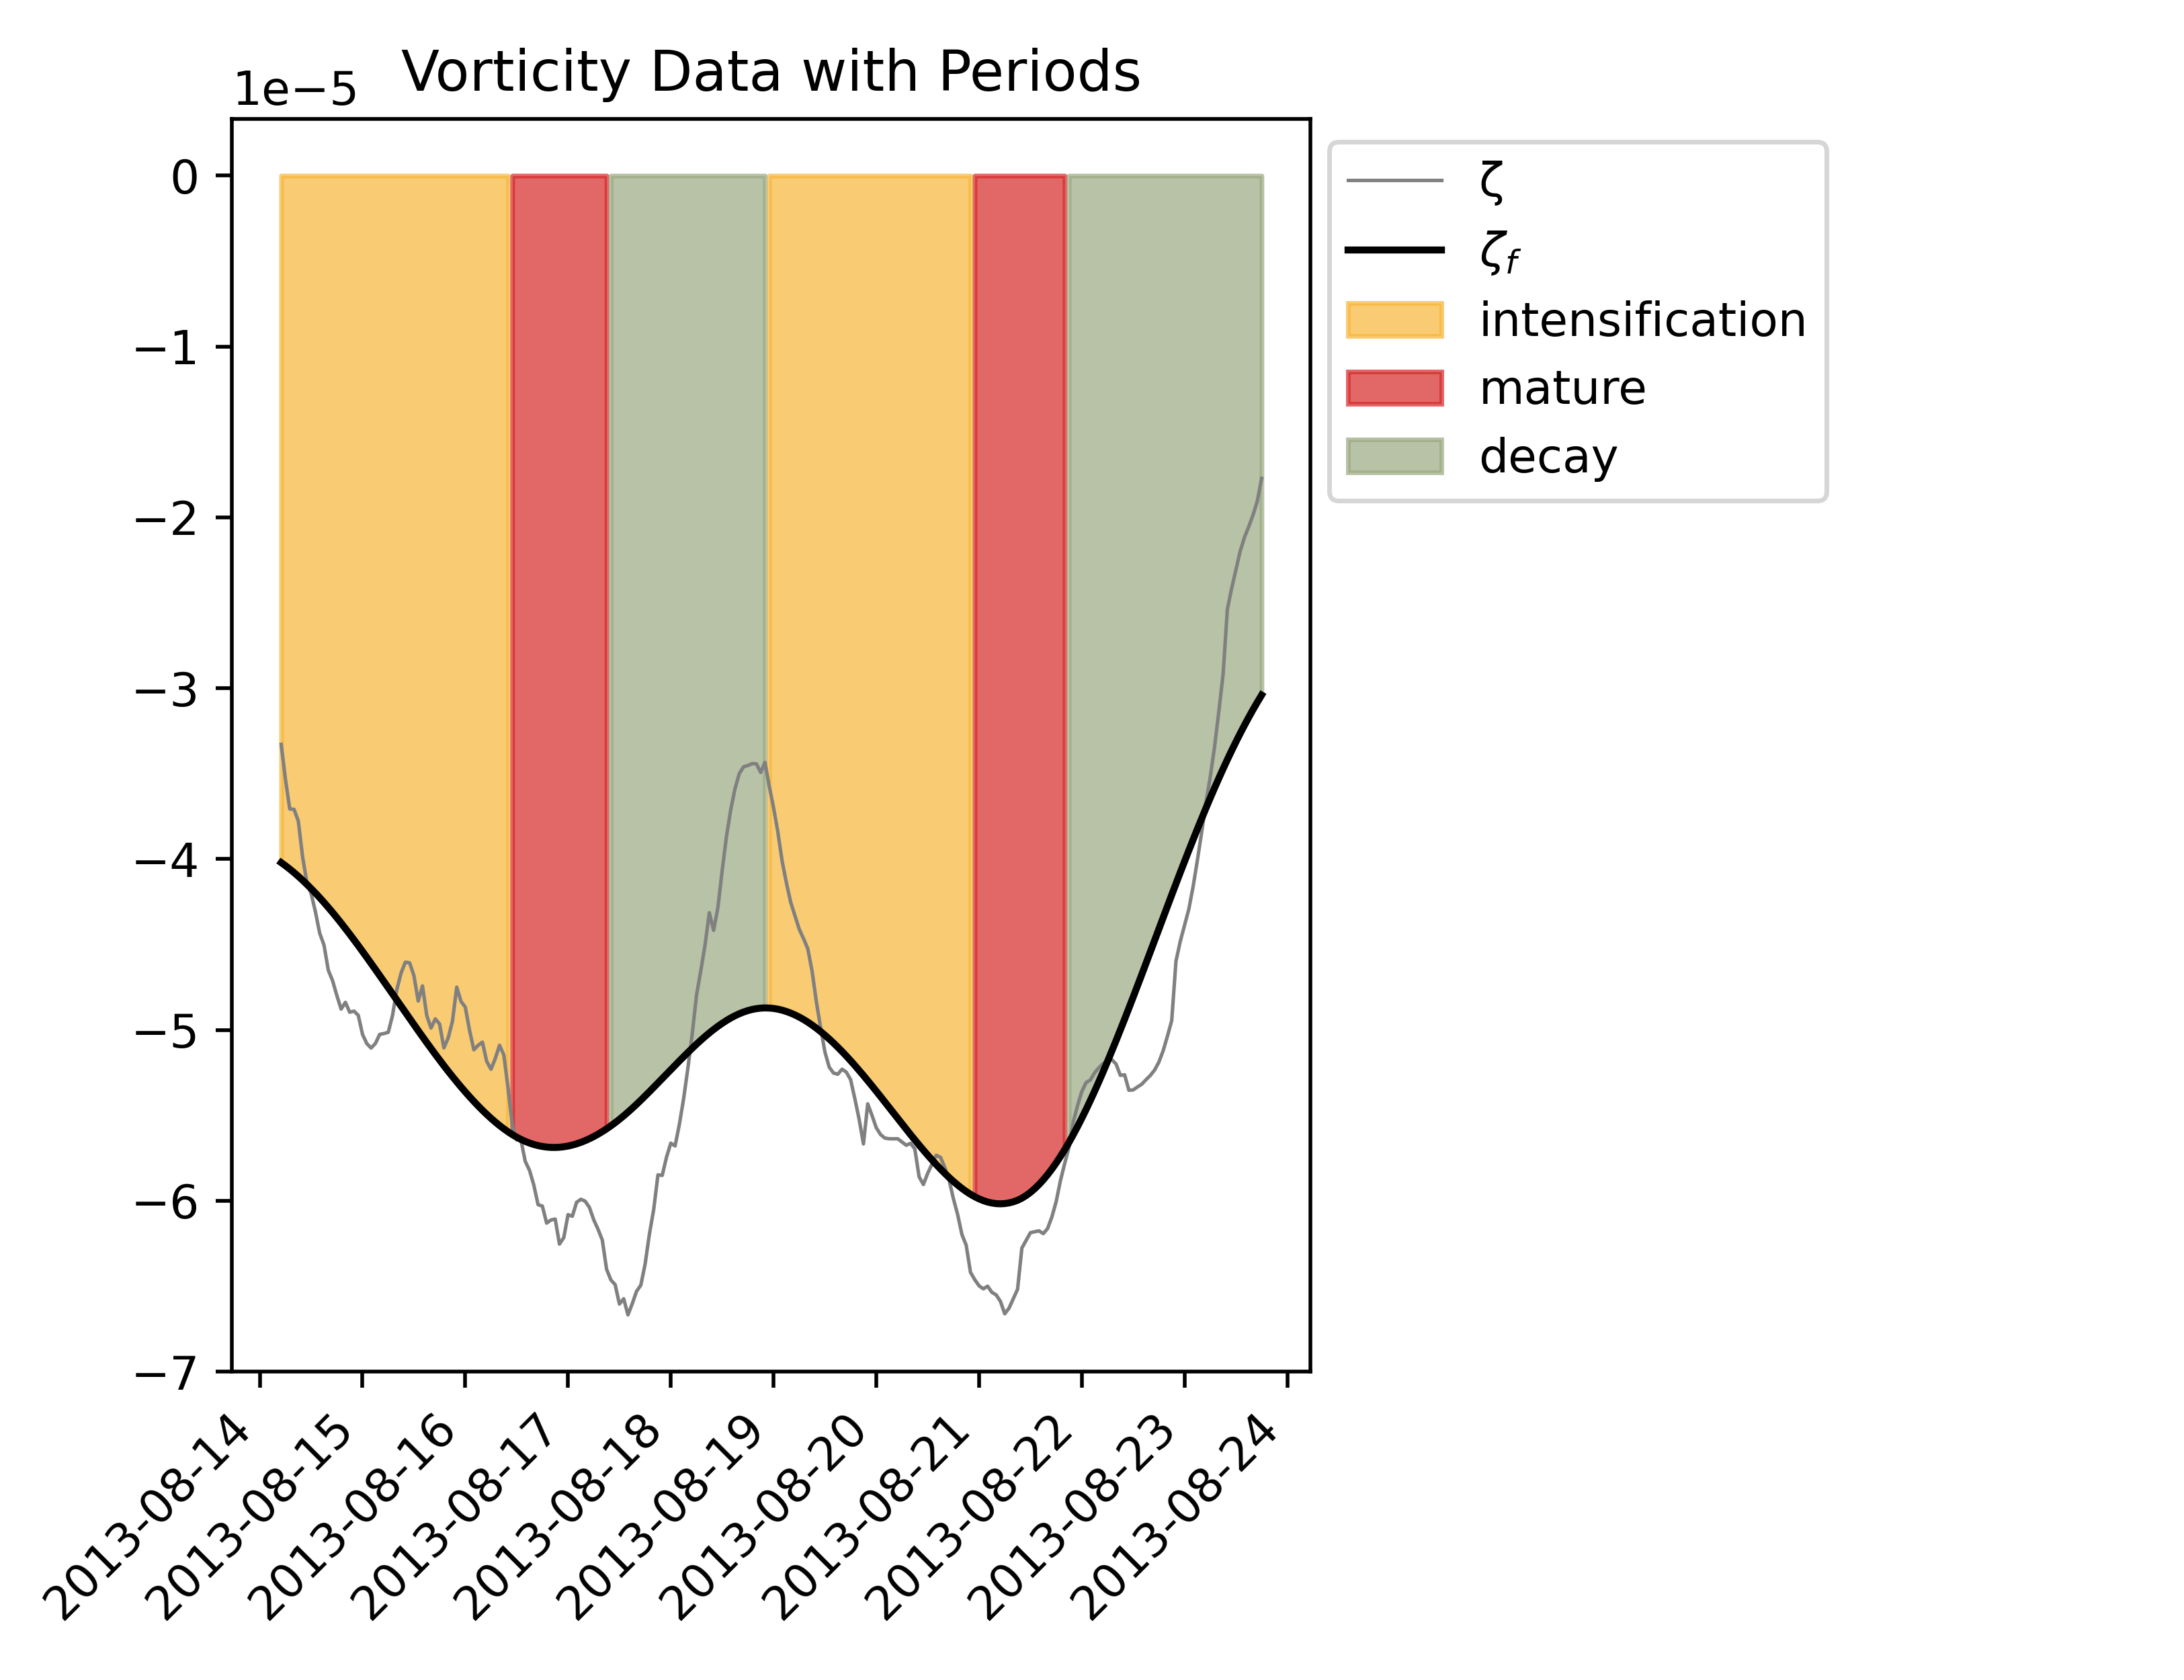 Vorticity Data with Periods
1e−5
0
−1
−2
−3
−4
−5
−6
−7
2013-08-14
2013-08-15
2013-08-16
2013-08-17
2013-08-18
2013-08-19
2013-08-20
2013-08-21
2013-08-22
2013-08-23
2013-08-24
ζ
ζf
intensification
mature
decay